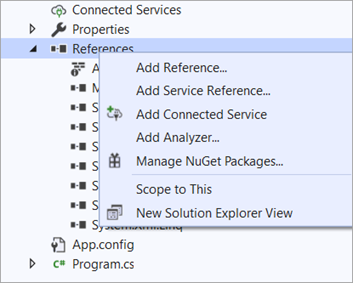 Connected Services
Properties
References
A
Add Reference...
M
Add Service Reference...
S
Add Connected Service
S
Add Analyzer...
S
Manage NuGet Packages...
S
S
Scope to This
S
New Solution Explorer View
System.Xml.Linq
App.config
C# Program.cs